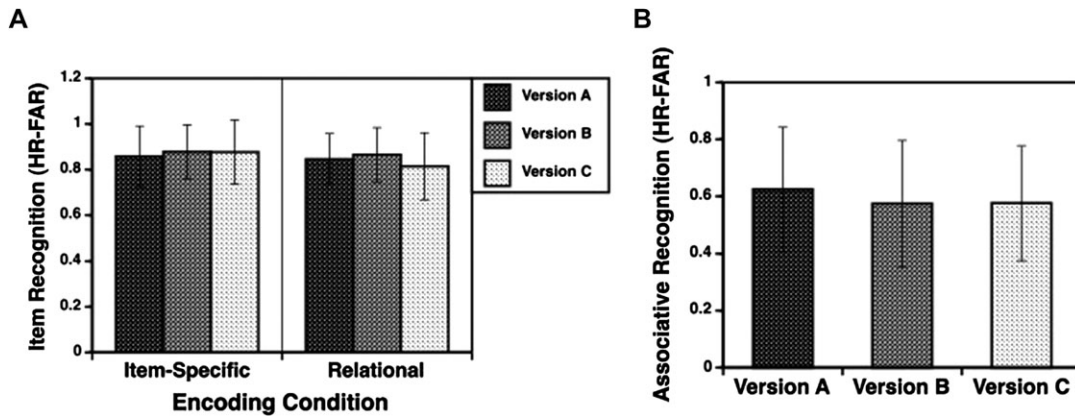 A
Item Recognition (HR-FAR)
1.2
1
0.8
0.6
0.4
0.2
0
Item-Specific
Relational
Encoding Condition
Version A
Version B
Version C
B
Associative Recognition (HR-FAR)
1
0.8
0.6
0.4
0.2
0
Version A
Version B
Version C